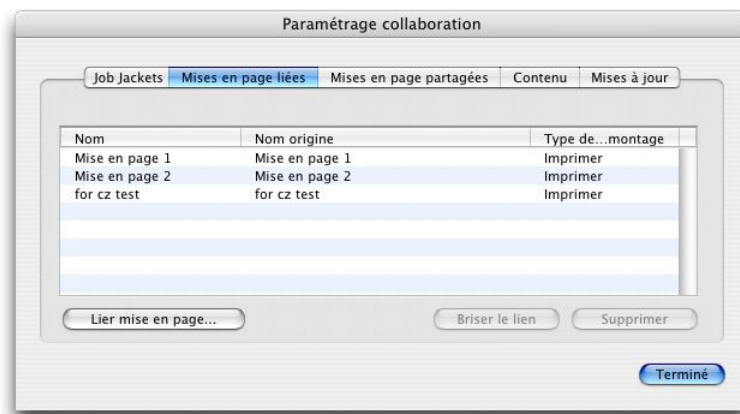 Paramétrage collaboration
Job Jackets Mises en page liées Mises en page partagées Contenu Mises à jour
Nom Nom origine Type de...montage
Mise en page 1 Mise en page 1 Imprimer
Mise en page 2 Mise en page 2 Imprimer
for cz test for cz test Imprimer
Lier mise en page... Briser le lien Supprimer
Terminé